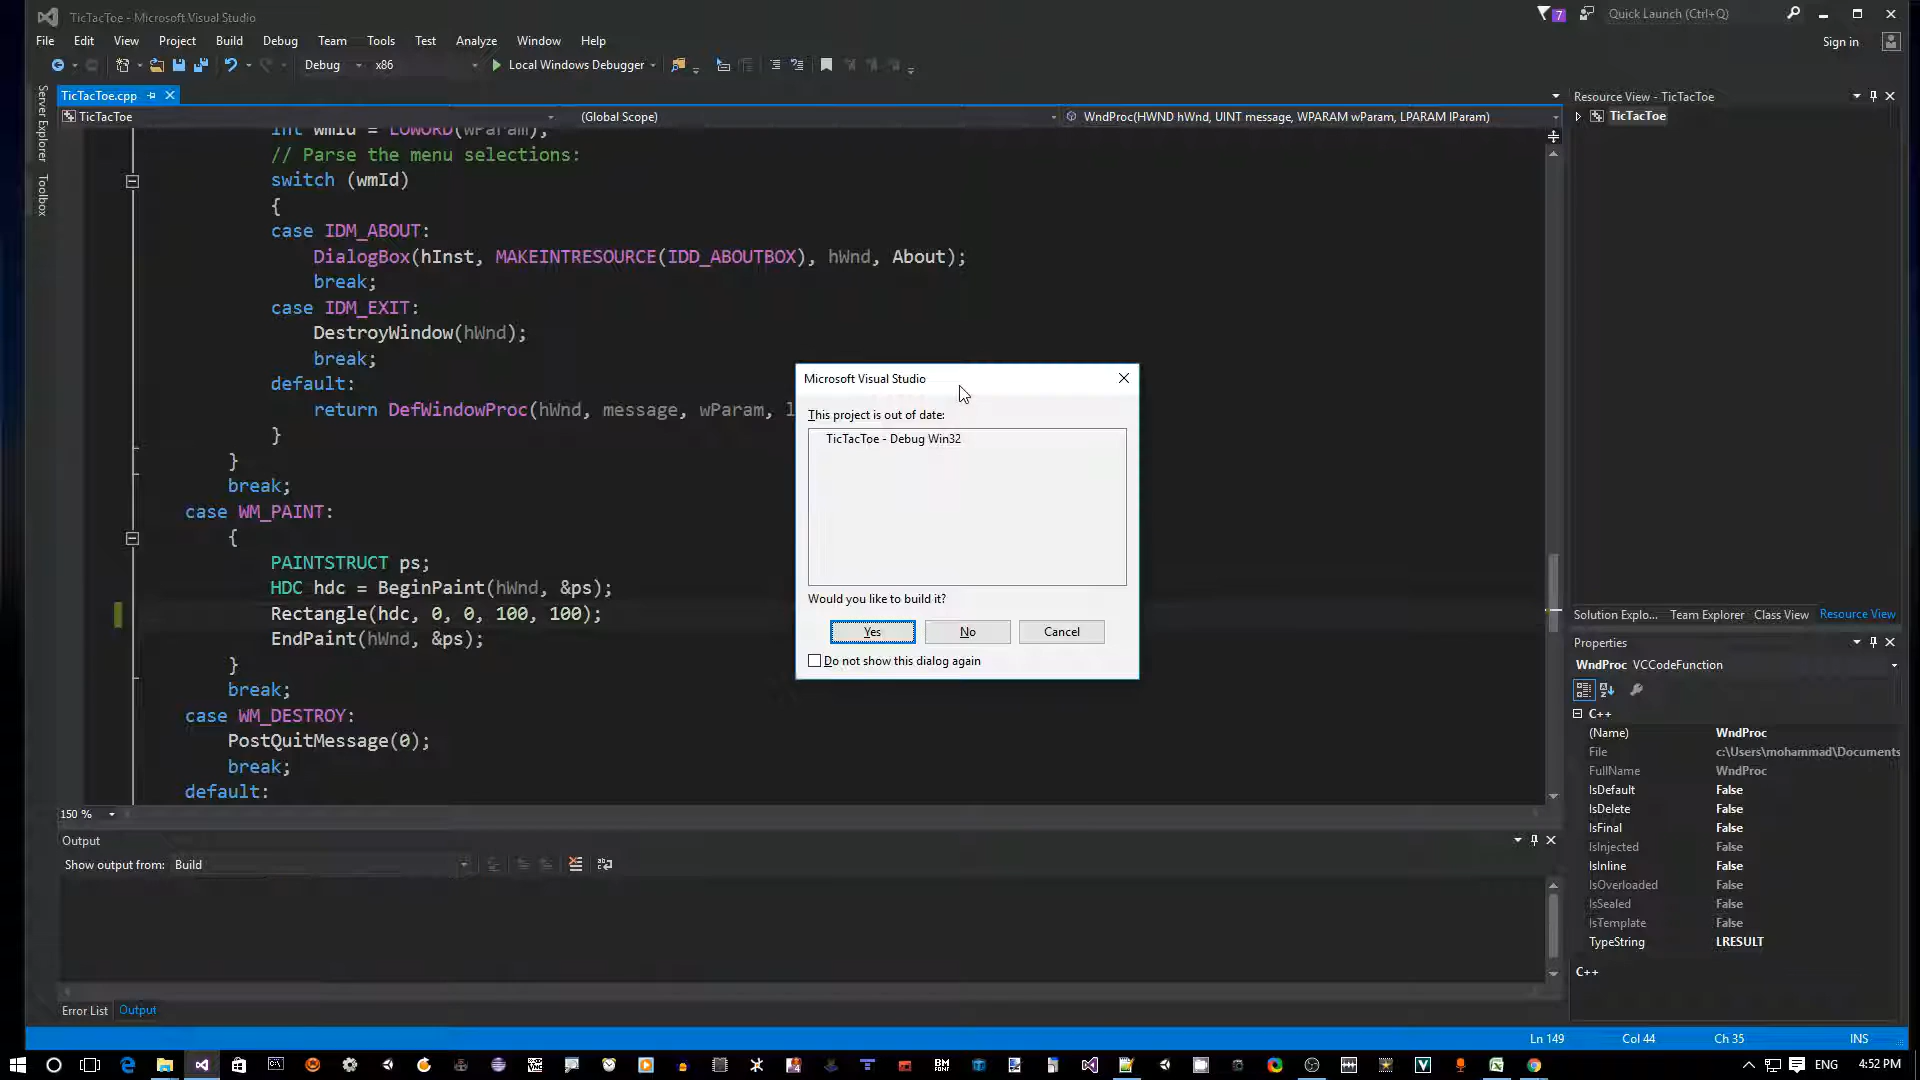 TicTacToe - Microsoft Visual Studio
7
Quick Launch (Ctrl+Q)
File Edit View Project Build Debug Team Tools Test Analyze Window Help
Sign in
Debug x86 Local Windows Debugger
Server Explorer
Toolbox
TicTacToe.cpp
TicTacToe
(Global Scope)
WndProc(HWND hWnd, UINT message, WPARAM wParam, LPARAM lParam)
int wmId = LOWORD(wParam);
// Parse the menu selections:
switch (wmId)
{
case IDM_ABOUT:
DialogBox(hInst, MAKEINTRESOURCE(IDD_ABOUTBOX), hWnd, About);
break;
case IDM_EXIT:
DestroyWindow(hWnd);
break;
default:
return DefWindowProc(hWnd, message, wParam, l
}
}
break;
case WM_PAINT:
{
PAINTSTRUCT ps;
HDC hdc = BeginPaint(hWnd, &ps);
Rectangle(hdc, 0, 0, 100, 100);
EndPaint(hWnd, &ps);
}
break;
case WM_DESTROY:
PostQuitMessage(0);
break;
default:
150 %
Microsoft Visual Studio
This project is out of date:
TicTacToe - Debug Win32
Would you like to build it?
Yes
No
Cancel
Do not show this dialog again
Output
Show output from: Build
Error List Output
Resource View - TicTacToe
TicTacToe
Solution Explo... Team Explorer Class View Resource View
Properties
WndProc VCCodeFunction
C++
(Name) WndProc
File c:\Users\mohammad\Documents
FullName WndProc
IsDefault False
IsDelete False
IsFinal False
IsInjected False
IsInline False
IsOverloaded False
IsSealed False
IsTemplate False
TypeString LRESULT
C++
Ln 149 Col 44 Ch 35 INS
ENG 4:52 PM